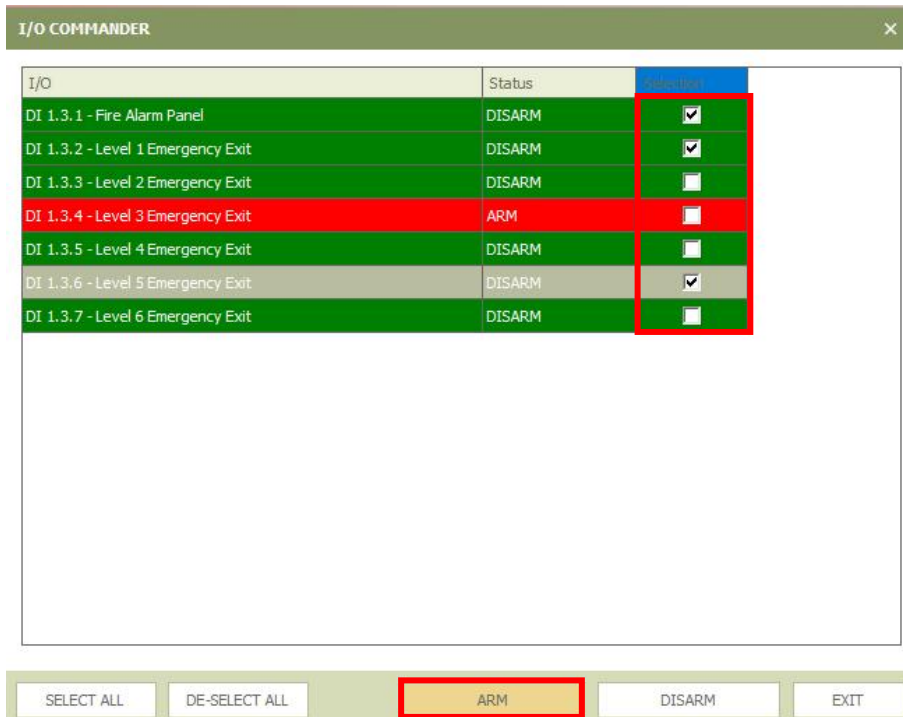 I/O COMMANDER
I/O Status Selection
DI 1.3.1 - Fire Alarm Panel DISARM
DI 1.3.2 - Level 1 Emergency Exit DISARM
DI 1.3.3 - Level 2 Emergency Exit DISARM
DI 1.3.4 - Level 3 Emergency Exit ARM
DI 1.3.5 - Level 4 Emergency Exit DISARM
DI 1.3.6 - Level 5 Emergency Exit DISARM
DI 1.3.7 - Level 6 Emergency Exit DISARM
SELECT ALL DE-SELECT ALL ARM DISARM EXIT